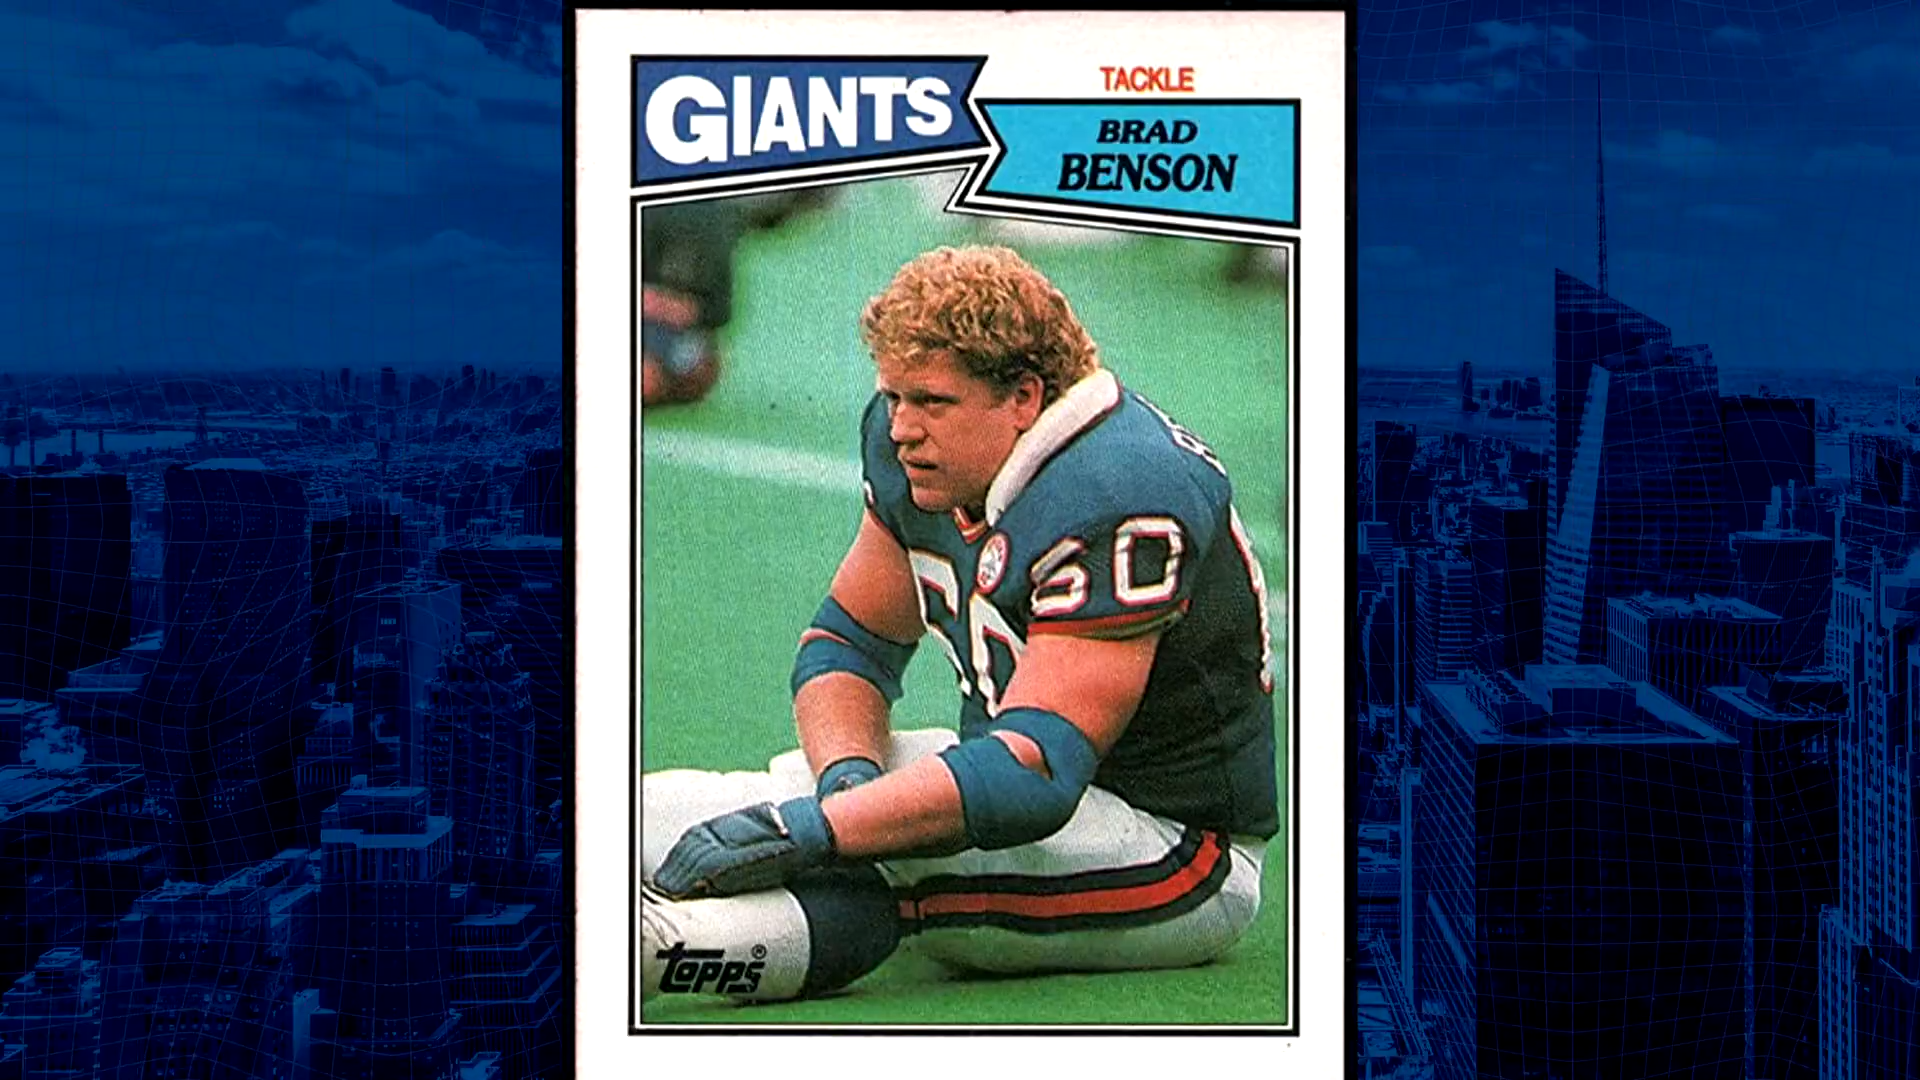 GIANTS
TACKLE
BRAD
BENSON
60
60
topps®